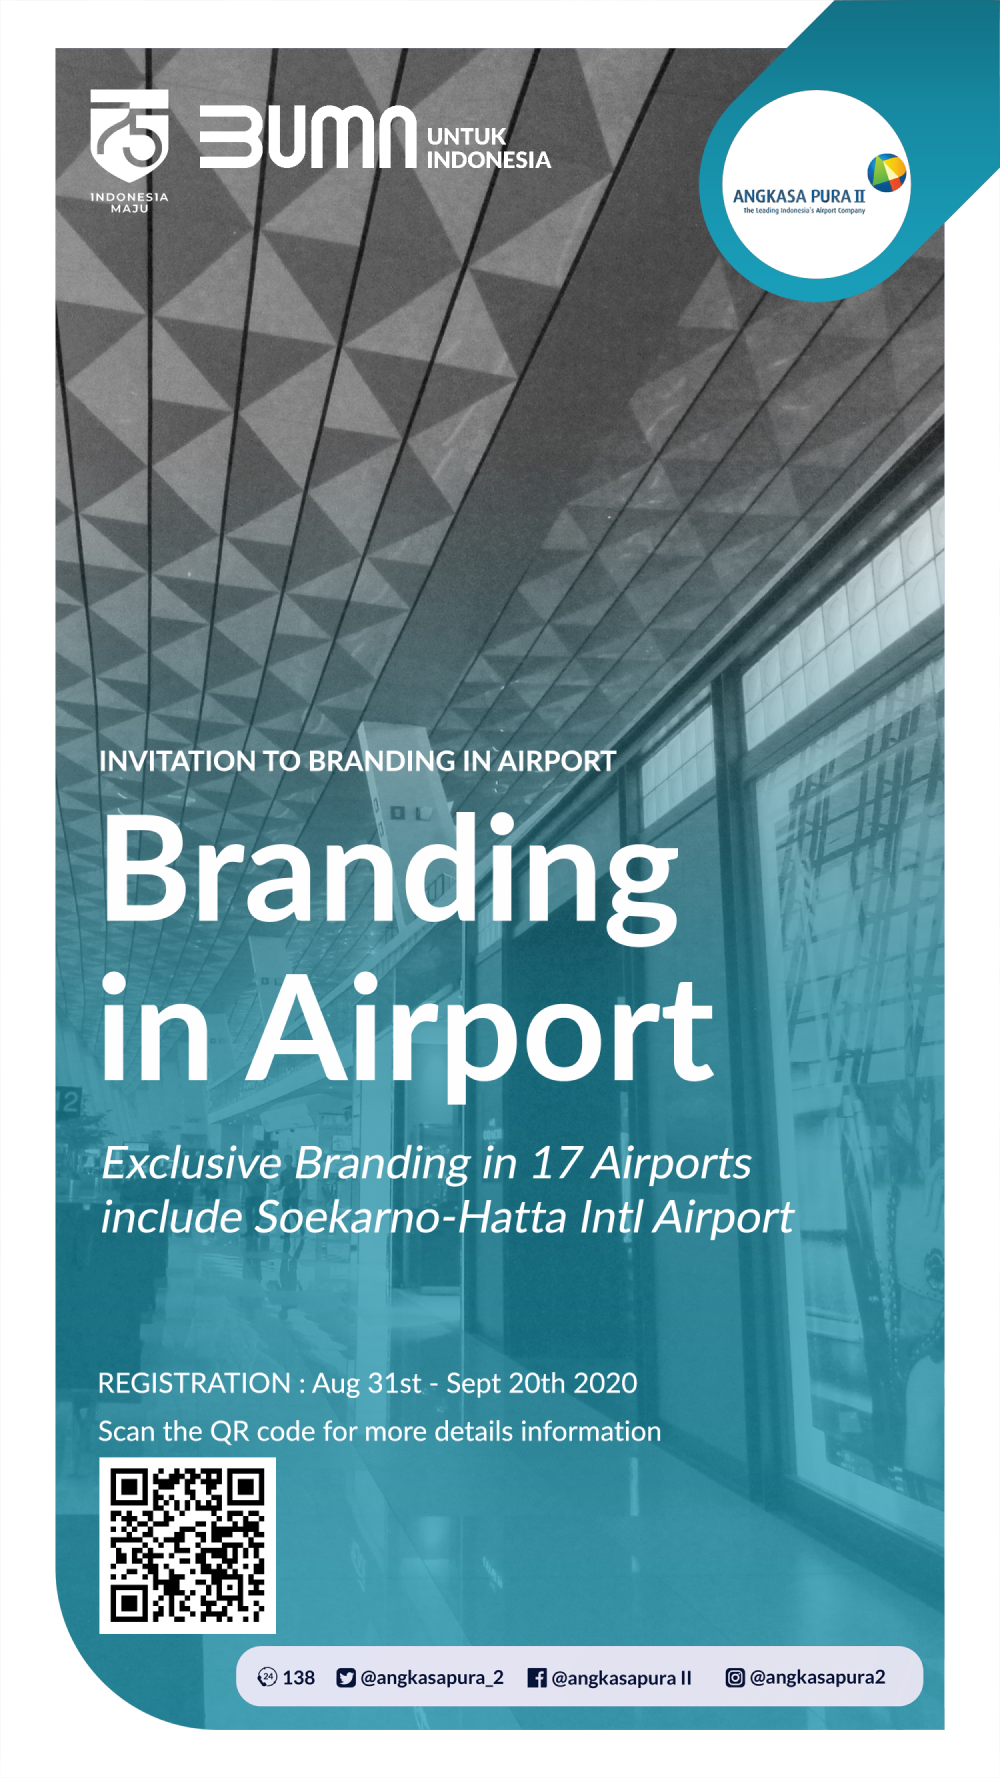 75
INDONESIA
MAJU
BUMN
UNTUK
INDONESIA
ANGKASA PURA II
The Leading Indonesia's Airport Company
INVITATION TO BRANDING IN AIRPORT
Branding
in Airport
Exclusive Branding in 17 Airports
include Soekarno-Hatta Intl Airport
12
REGISTRATION : Aug 31st - Sept 20th 2020
Scan the QR code for more details information
24 138 @angkasapura_2 @angkasapura II @angkasapura2